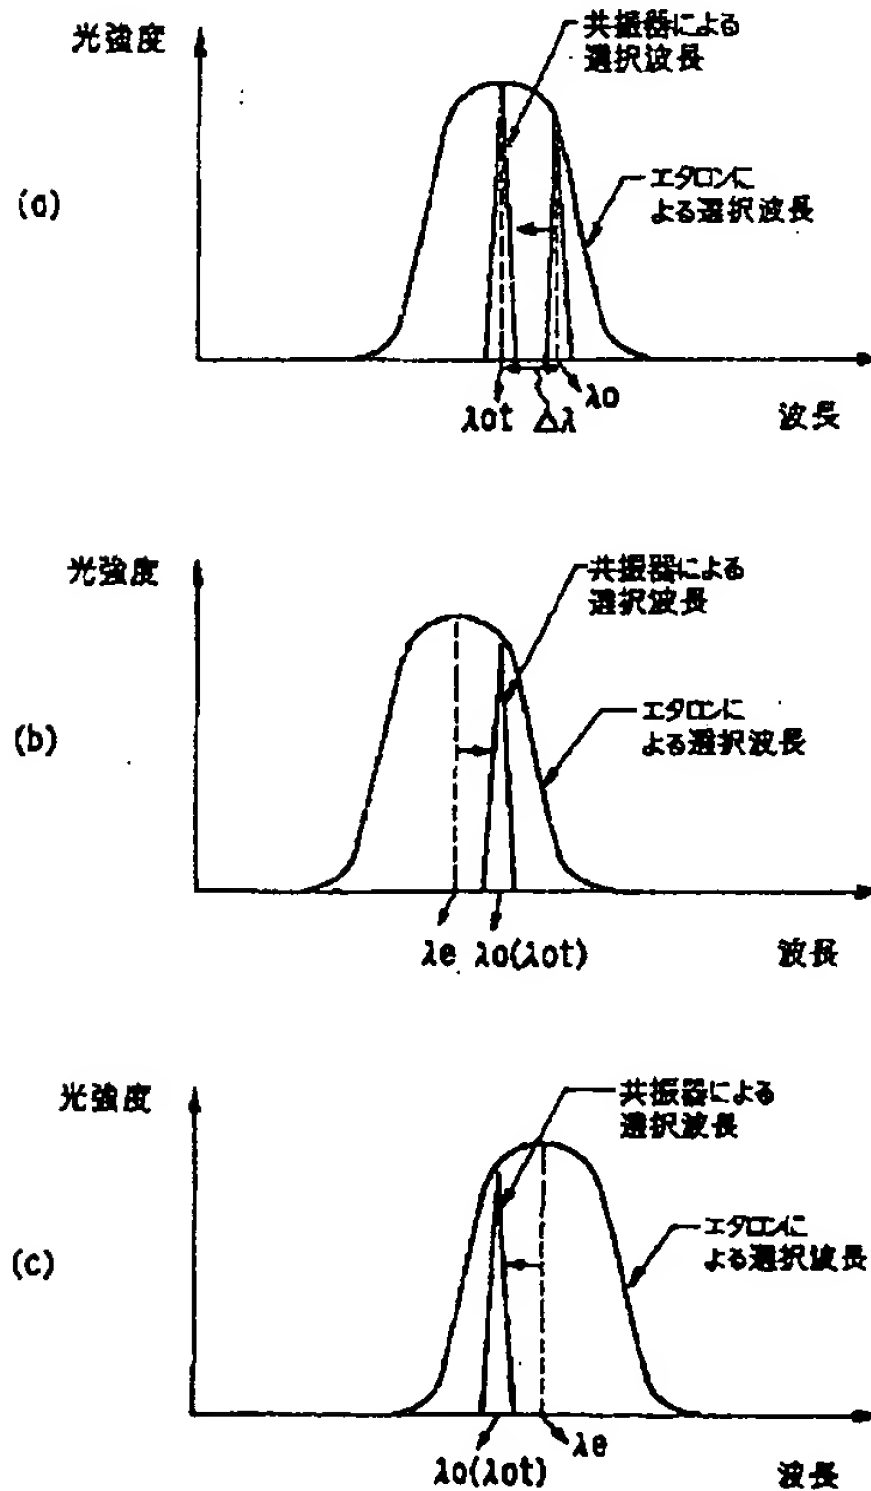 光強度
共振器による
選択波長
(a)
エタロンに
よる選択波長
λot Δλ λo
波長
光強度
共振器による
選択波長
(b)
エタロンに
よる選択波長
λe λo(λot)
波長
光強度
共振器による
選択波長
(c)
エタロンに
よる選択波長
λo(λot) λe
波長